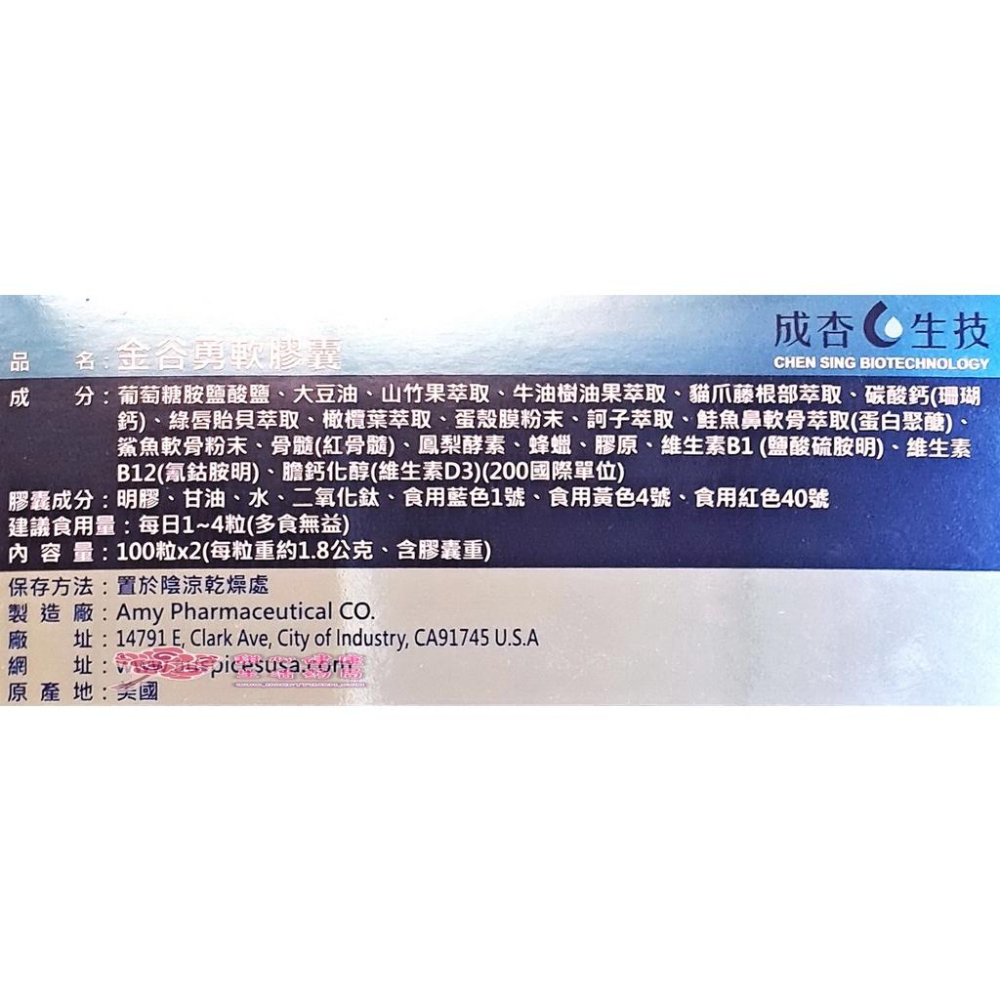 成杏生技
CHEN SING BIOTECHNOLOGY
品名:金谷勇軟膠囊
成分:葡萄糖胺鹽酸鹽、大豆油、山竹果萃取、牛油樹油果萃取、貓爪藤根部萃取、碳酸鈣(珊瑚
鈣)、綠唇貽貝萃取、橄欖葉萃取、蛋殼膜粉末、訶子萃取、鮭魚鼻軟骨萃取(蛋白聚醣)、
鯊魚軟骨粉末、骨髓(紅骨髓)、鳳梨酵素、蜂蠟、膠原、維生素B1 (鹽酸硫胺明)、維生素
B12(氰鈷胺明)、膽鈣化醇(維生素D3)(200國際單位)
膠囊成分:明膠、甘油、水、二氧化鈦、食用藍色1號、食用黃色4號、食用紅色40號
建議食用量:每日1~4粒(多食無益)
內容量:100粒x2(每粒重約1.8公克、含膠囊重)
保存方法:置於陰涼乾燥處
製造廠:Amy Pharmaceutical CO.
廠址:14791 E, Clark Ave, City of Industry, CA91745 U.S.A
網址:
原產地:美國